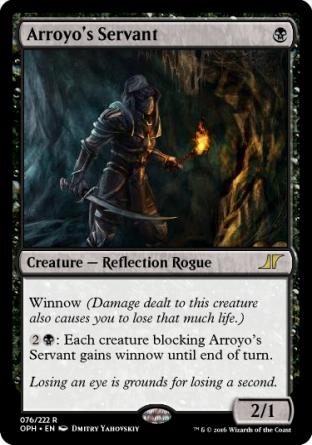 Arroyo's Servant
Creature — Reflection Rogue
Winnow (Damage dealt to this creature
also causes you to lose that much life.)
2: Each creature blocking Arroyo's
Servant gains winnow until end of turn.
Losing an eye is grounds for losing a second.
2/1
076/222 R
OPH • EN DMITRY YAHOVSKIY
™ & © 2016 Wizards of the Coast